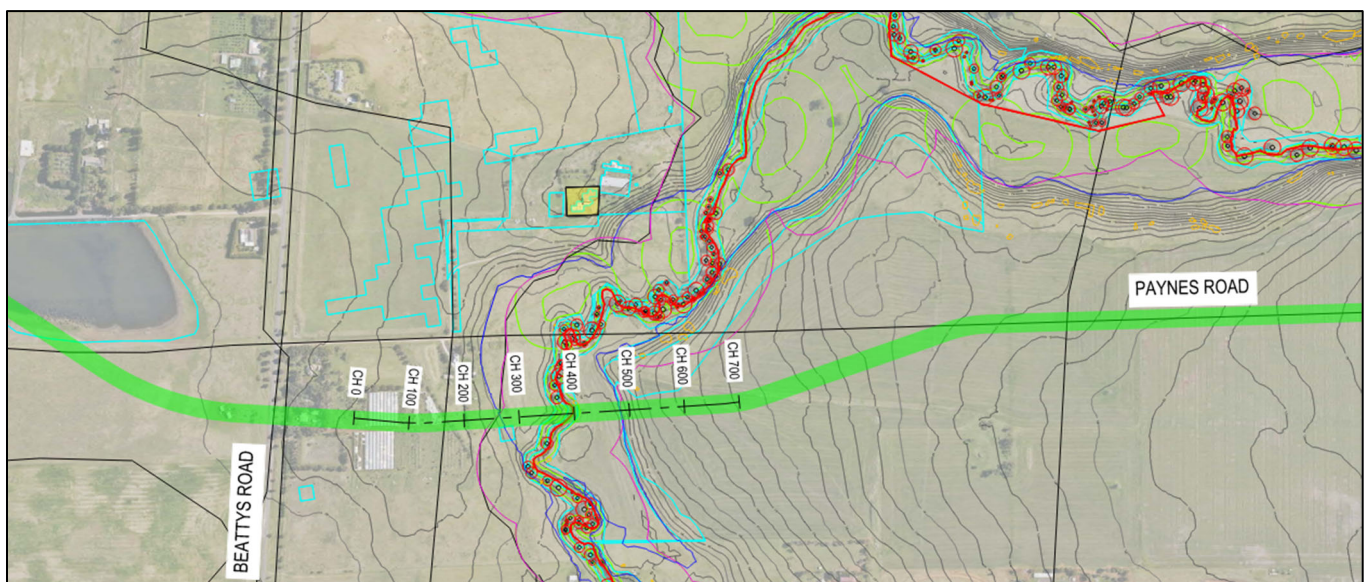 PAYNES ROAD
CH 0
CH 100
CH 200
CH 300
CH 400
CH 500
CH 600
CH 700
BEATTYS ROAD